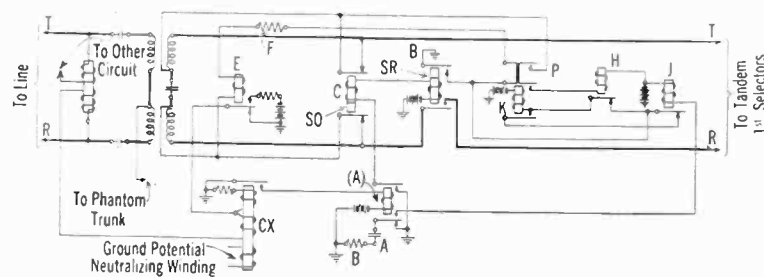 T
To Other
Circuit
F
B
T
E
SR
P
H
J
C
SO
K
To Line
To Tandem
1st Selectors
R
R
To Phantom
Trunk
(A)
CX
B
A
Ground Potential
Neutralizing Winding